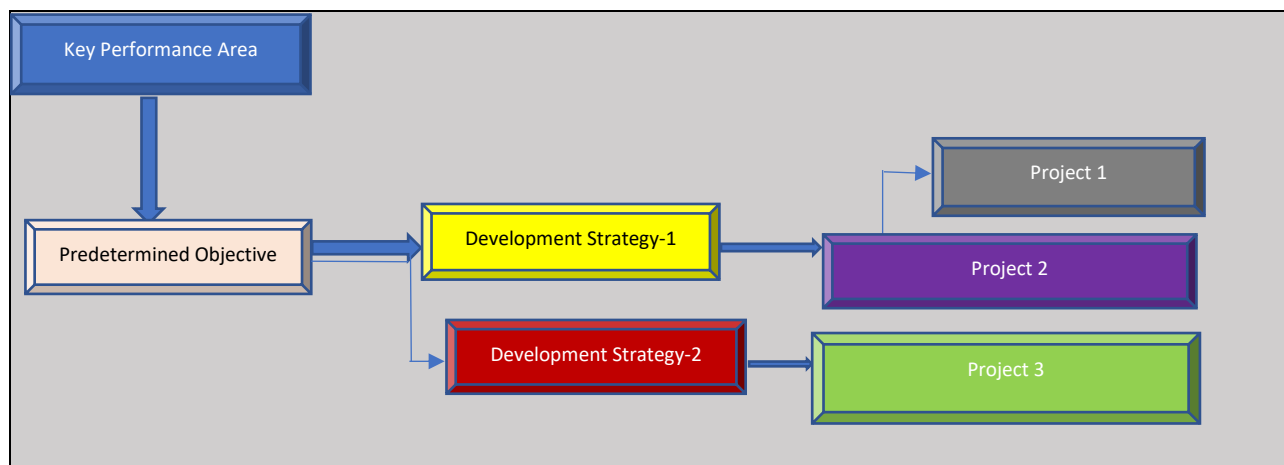 Key Performance Area
Project 1
Predetermined Objective
Development Strategy-1
Project 2
Development Strategy-2
Project 3